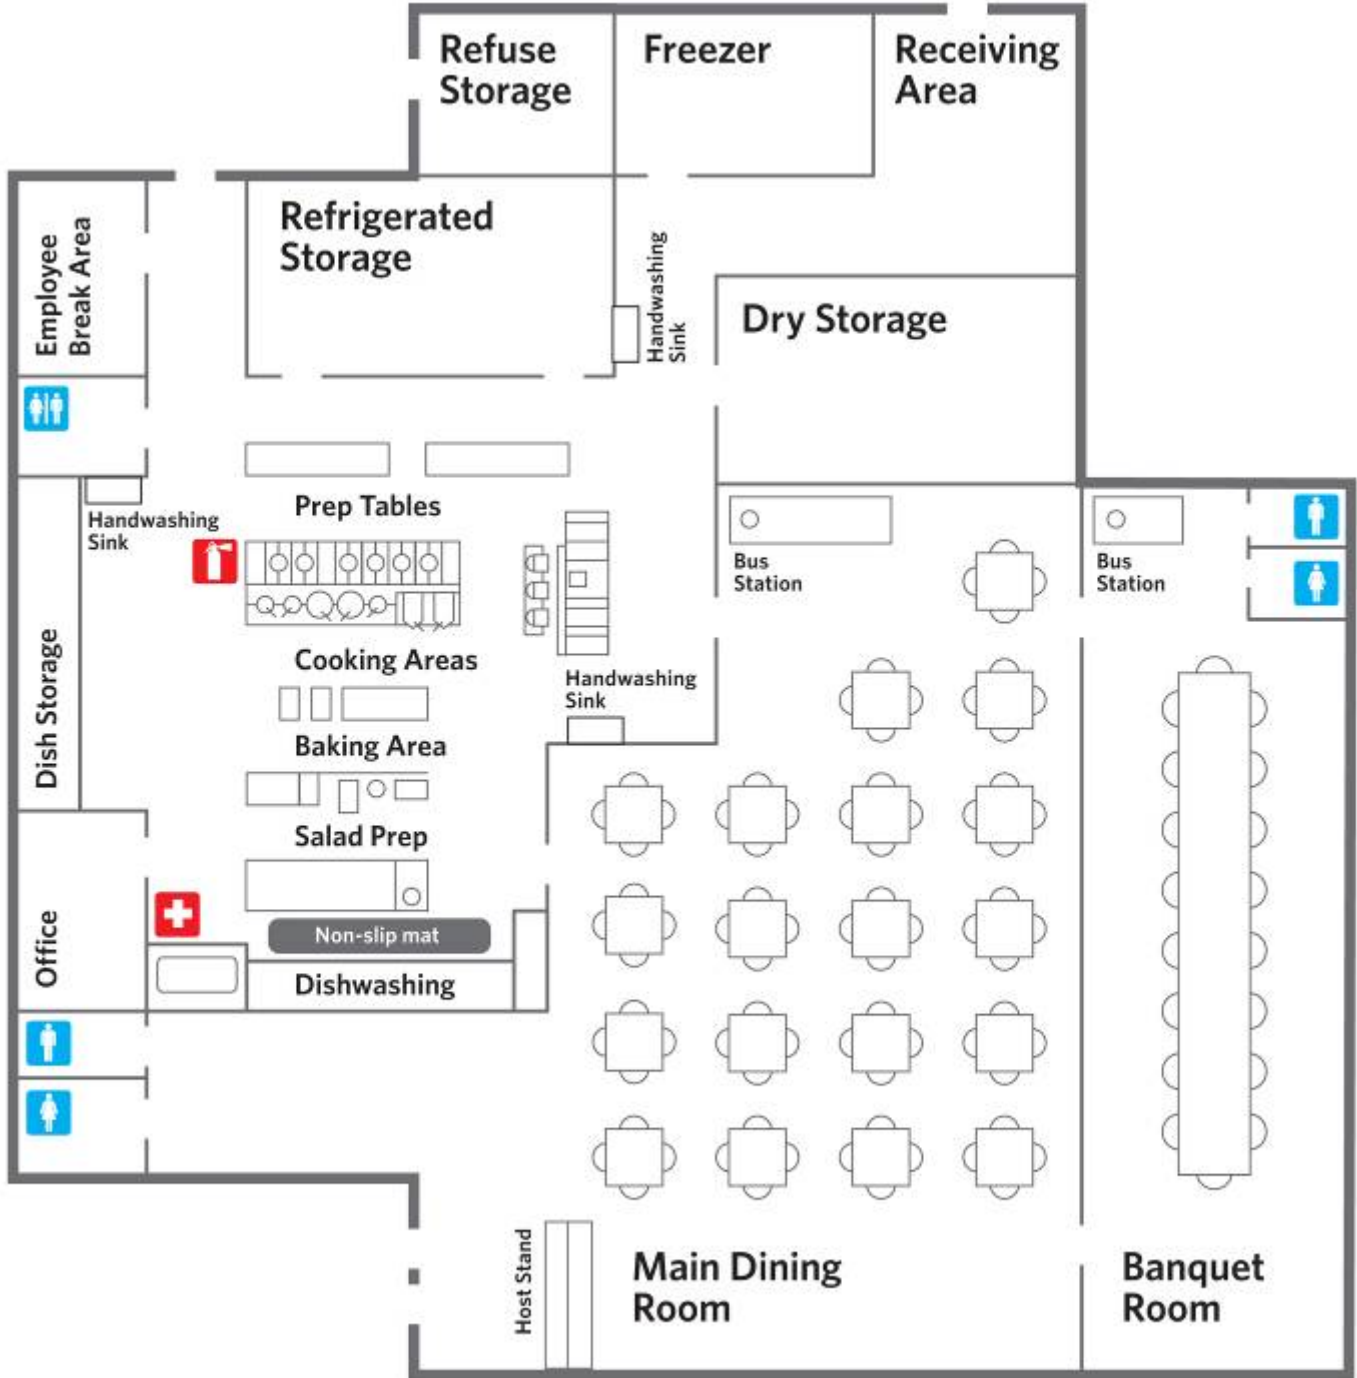 Refuse
Storage
Freezer
Receiving
Area
Employee
Break Area
Refrigerated
Storage
Handwashing
Sink
Dry Storage
Prep Tables
Handwashing
Sink
Bus
Station
Bus
Station
Dish Storage
Cooking Areas
Handwashing
Sink
Baking Area
Salad Prep
Office
Non-slip mat
Dishwashing
Host Stand
Main Dining
Room
Banquet
Room